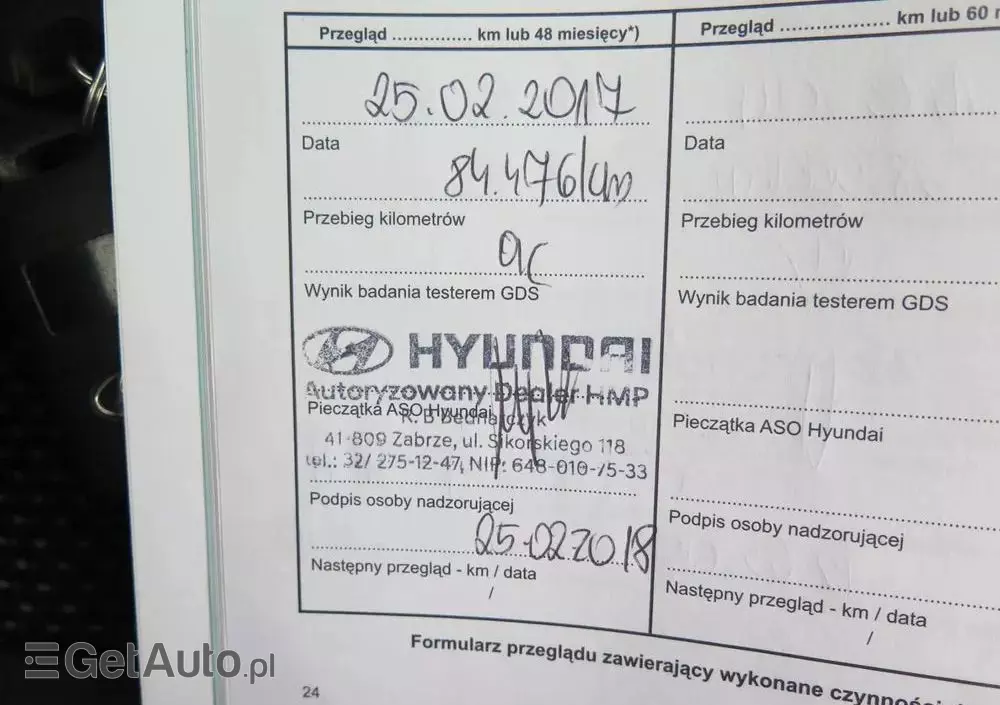 Przegląd ............... km lub 48 miesięcy*)
25.02.2017
Data
84.476 km
Przebieg kilometrów
Wynik badania testerem GDS
HYUNDAI
Autoryzowany Dealer HMP
Pieczątka ASO Hyundai
41-809 Zabrze, ul. Sikorskiego 118
tel.: 32/ 275-12-47, NIP: 648-010-75-33
Podpis osoby nadzorującej
25.02.2018
Następny przegląd - km / data
/
Przegląd .................... km lub 60
Data
Przebieg kilometrów
Wynik badania testerem GDS
Pieczątka ASO Hyundai
Podpis osoby nadzorującej
Następny przegląd - km / data
/
Formularz przeglądu zawierający wykonane
24
GetAuto.pl